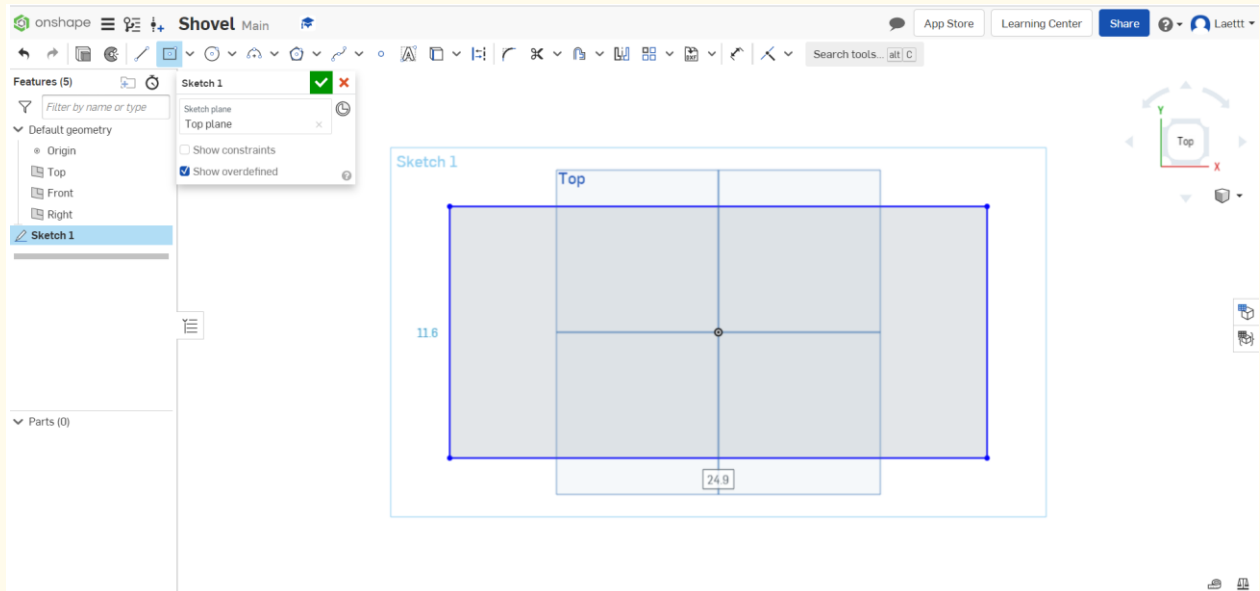 onshape Shovel Main App Store Learning Center Share ? Laettt
Search tools... alt C
Features (5)
Filter by name or type
Default geometry
Origin
Top
Front
Right
Sketch 1
Parts (0)
Sketch 1
Sketch plane
Top plane
Show constraints
Show overdefined
Sketch 1
Top
11.6
24.9
Y
Top
X